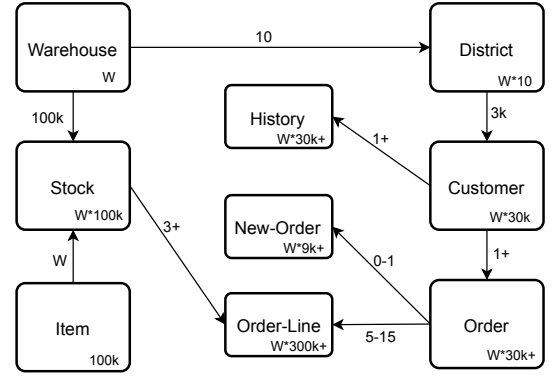 Warehouse
W
10
District
W*10
100k
3k
History
W*30k+
1+
Stock
W*100k
Customer
W*30k
3+
New-Order
W*9k+
W
0-1
1+
Item
100k
Order-Line
W*300k+
5-15
Order
W*30k+